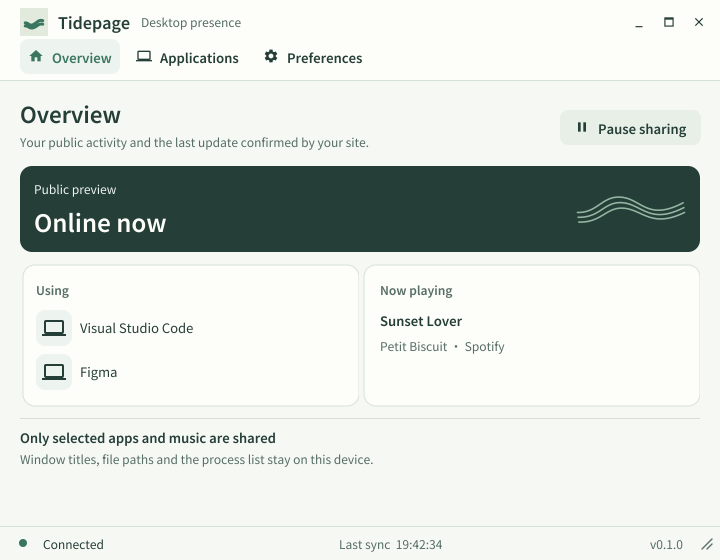 Tidepage Desktop presence
Overview Applications Preferences
Overview
Your public activity and the last update confirmed by your site.
Pause sharing
Public preview
Online now
Using
Visual Studio Code
Figma
Now playing
Sunset Lover
Petit Biscuit • Spotify
Only selected apps and music are shared
Window titles, file paths and the process list stay on this device.
Connected Last sync 19:42:34 v0.1.0